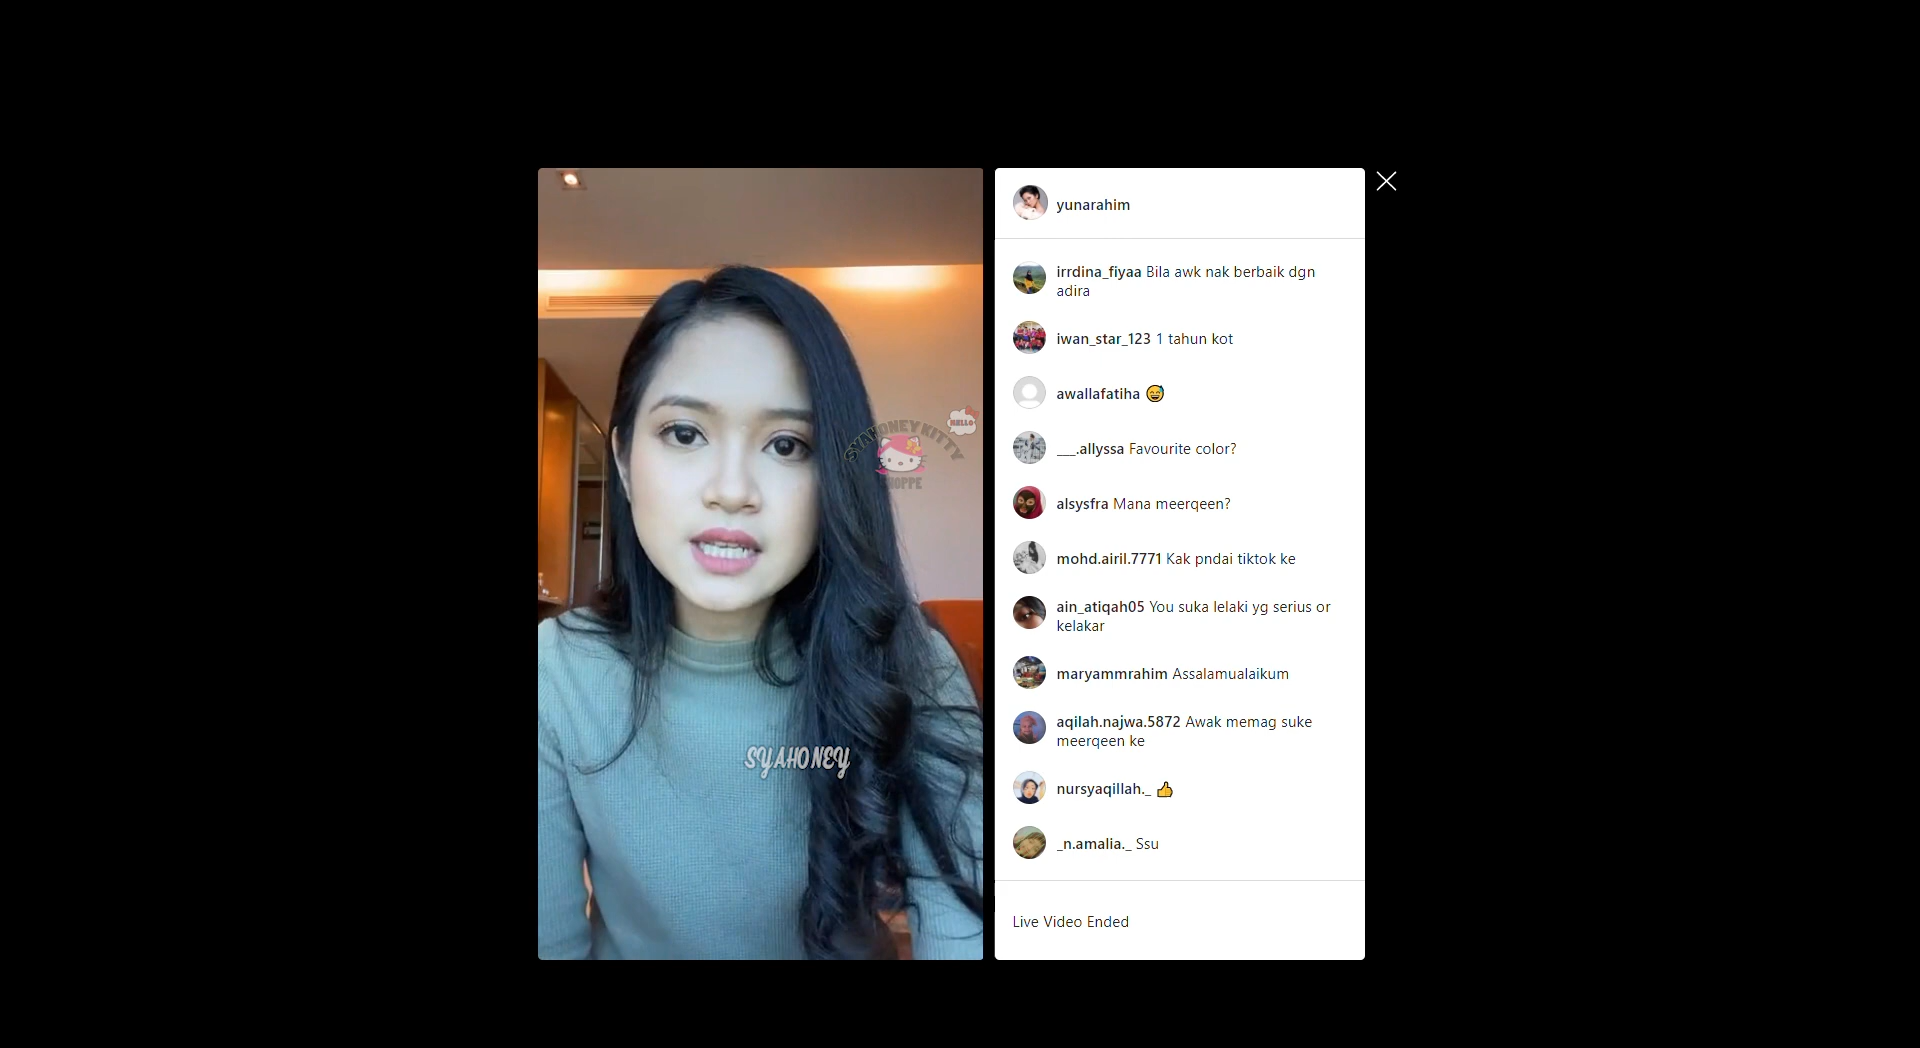 yunarahim
irrdina_fiyaa Bila awk nak berbaik dgn
adira
iwan_star_123 1 tahun kot
awallafatiha 😅
___.allyssa Favourite color?
alsysfra Mana meerqeen?
mohd.airil.7771 Kak pndai tiktok ke
ain_atiqah05 You suka lelaki yg serius or
kelakar
maryammrahim Assalamualaikum
aqilah.najwa.5872 Awak memag suke
meerqeen ke
nursyaqillah._ 👍
_n.amalia._ Ssu
Live Video Ended
HELLO
SYAHONEYKITTY
SYAHONEY